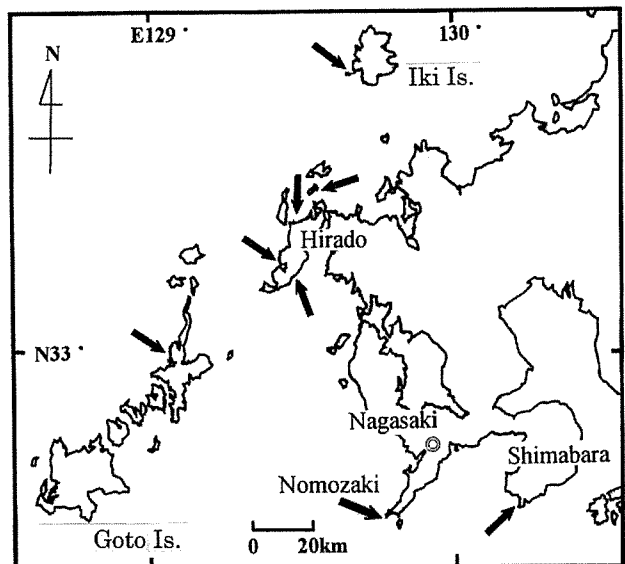 E129°
130°
N
Iki Is.
Hirado
N33
Nagasaki
Shimabara
Nomozaki
Goto Is.
0 20km